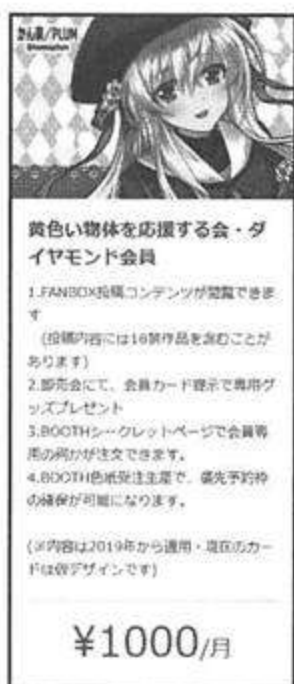 かん奈/PLUM
黄色い物体を応援する会・ダ
イヤモンド会員
1.FANBOX投稿コンテンツが閲覧できま
す
(投稿内容には18禁作品を含むことが
あります)
2.即売会にて、会員カード提示で専用グ
ッズプレゼント
3.BOOTHシークレットページで会員専
用の何かが注文できます。
4.BOOTH色紙受注生産で、優先予約枠
の確保が可能になります。
(※内容は2019年から適用・現在のカー
ドは仮デザインです)
¥1000/月